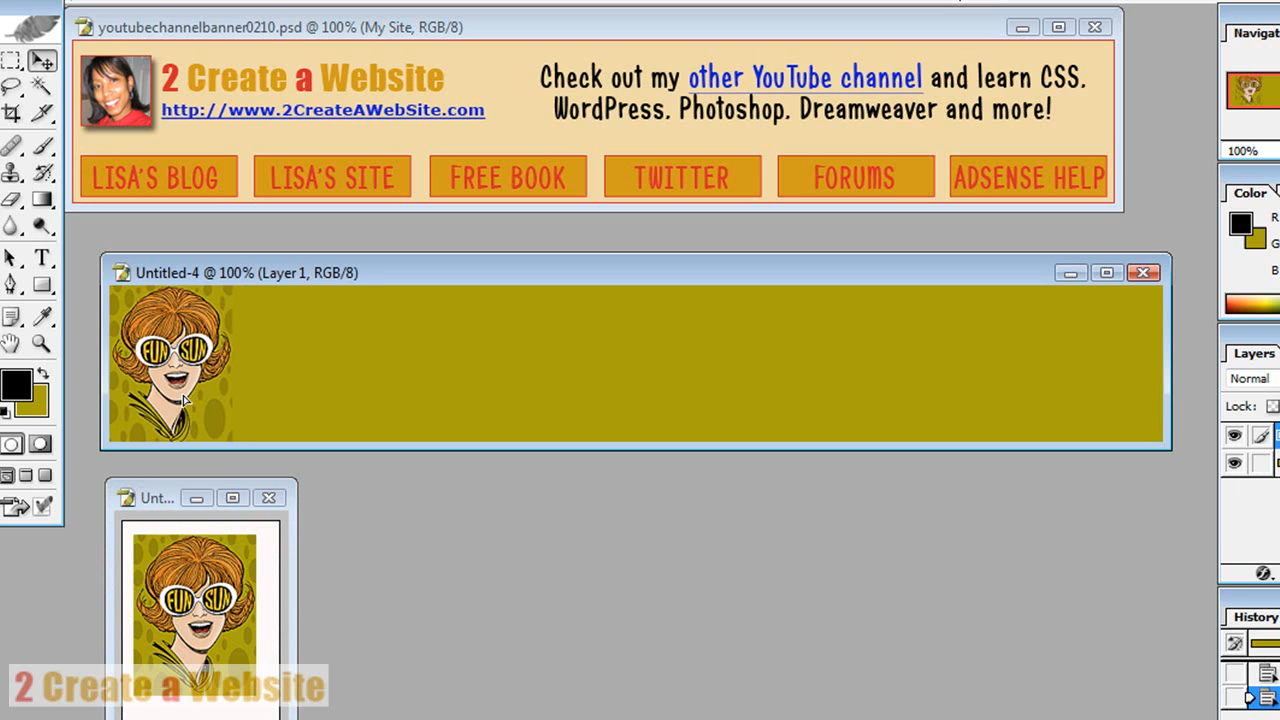 youtubechannelbanner0210.psd @ 100% (My Site, RGB/8)
2 Create a Website
http://www.2CreateAWebSite.com
Check out my other YouTube channel and learn CSS,
WordPress, Photoshop, Dreamweaver and more!
LISA'S BLOG
LISA'S SITE
FREE BOOK
TWITTER
FORUMS
ADSENSE HELP
Untitled-4 @ 100% (Layer 1, RGB/8)
FUN SUN
Unt...
FUN SUN
2 Create a Website
Navigat
100%
Color
R
G
B
Layers
Normal
Lock:
History